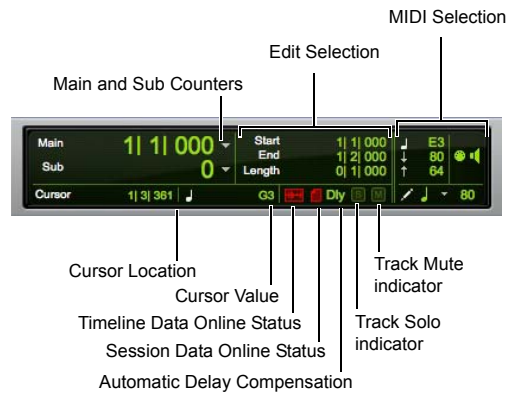 MIDI Selection
Edit Selection
Main and Sub Counters
Main 1| 1| 000
Sub 0
Start 1| 1| 000
End 1| 2| 000
Length 0| 1| 000
E3
80
64
Cursor 1| 3| 361 G3 Dly S M 80
Cursor Location
Cursor Value
Timeline Data Online Status
Session Data Online Status
Automatic Delay Compensation
Track Mute
indicator
Track Solo
indicator